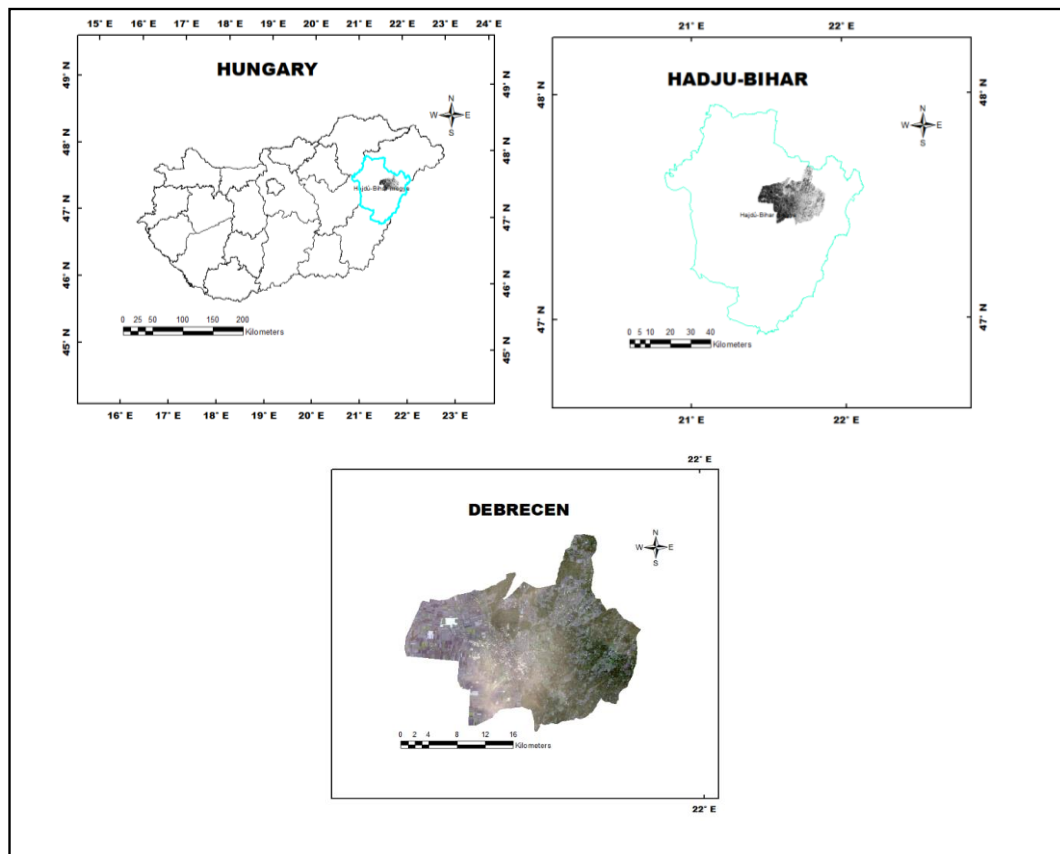 15° E 16° E 17° E 18° E 19° E 20° E 21° E 22° E 23° E 24° E
HUNGARY
49° N
49° N
N
W E
S
48° N
48° N
Hajdú-Bihar megye
47° N
47° N
46° N
46° N
0 25 50 100 150 200
Kilometers
45° N
45° N
16° E 17° E 18° E 19° E 20° E 21° E 22° E 23° E
21° E 22° E
HADJU-BIHAR
48° N
48° N
N
W E
S
Hajdú-Bihar
47° N
47° N
0 5 10 20 30 40
Kilometers
21° E 22° E
22° E
DEBRECEN
N
W E
S
0 2 4 8 12 16
Kilometers
22° E